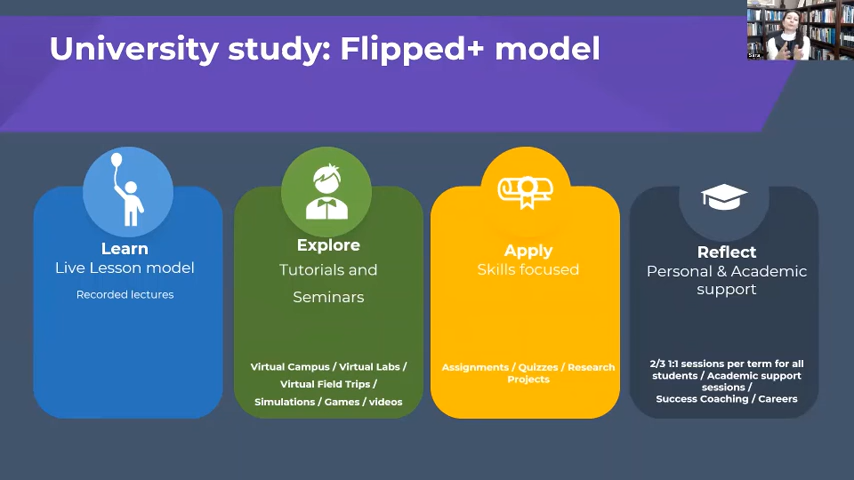 University study: Flipped+ model
Learn
Live Lesson model
Recorded lectures
Explore
Tutorials and
Seminars
Virtual Campus / Virtual Labs /
Virtual Field Trips /
Simulations / Games / videos
Apply
Skills focused
Assignments / Quizzes / Research
Projects
Reflect
Personal & Academic
support
2/3 1:1 sessions per term for all
students / Academic support
sessions /
Success Coaching / Careers